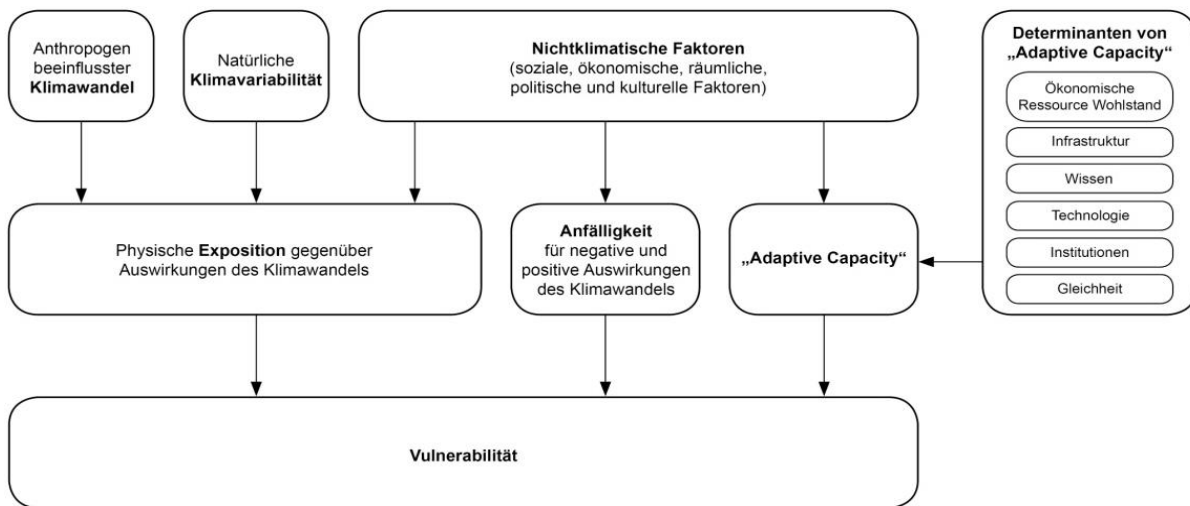 Anthropogen
beeinflusster
Klimawandel
Natürliche
Klimavariabilität
Nichtklimatische Faktoren
(soziale, ökonomische, räumliche,
politische und kulturelle Faktoren)
Determinanten von
„Adaptive Capacity“
Ökonomische
Ressource Wohlstand
Infrastruktur
Wissen
Technologie
Institutionen
Gleichheit
Physische Exposition gegenüber
Auswirkungen des Klimawandels
Anfälligkeit
für negative und
positive Auswirkungen
des Klimawandels
„Adaptive Capacity“
Vulnerabilität